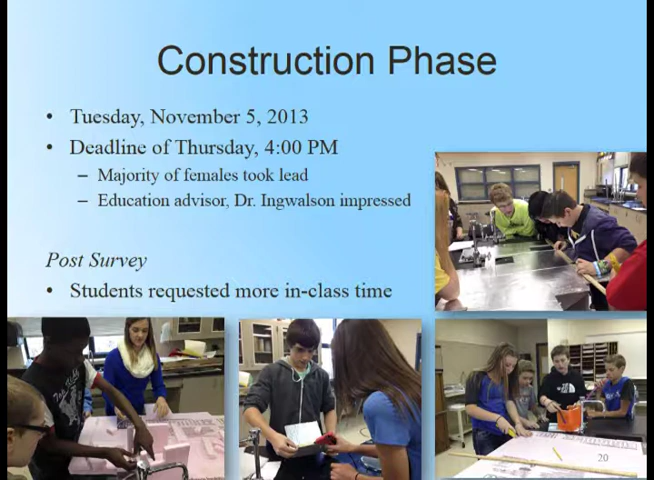 Construction Phase
• Tuesday, November 5, 2013
• Deadline of Thursday, 4:00 PM
– Majority of females took lead
– Education advisor, Dr. Ingwalson impressed
Post Survey
• Students requested more in-class time
20